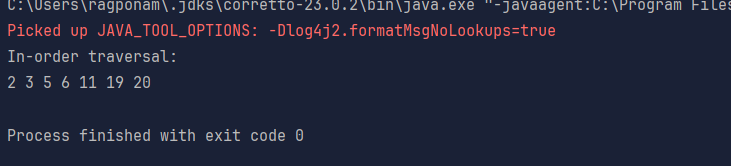 C:\Users\ragponam\.jdks\corretto-23.0.2\bin\java.exe "-javaagent:C:\Program Files
Picked up JAVA_TOOL_OPTIONS: -Dlog4j2.formatMsgNoLookups=true
In-order traversal:
2 3 5 6 11 19 20
Process finished with exit code 0